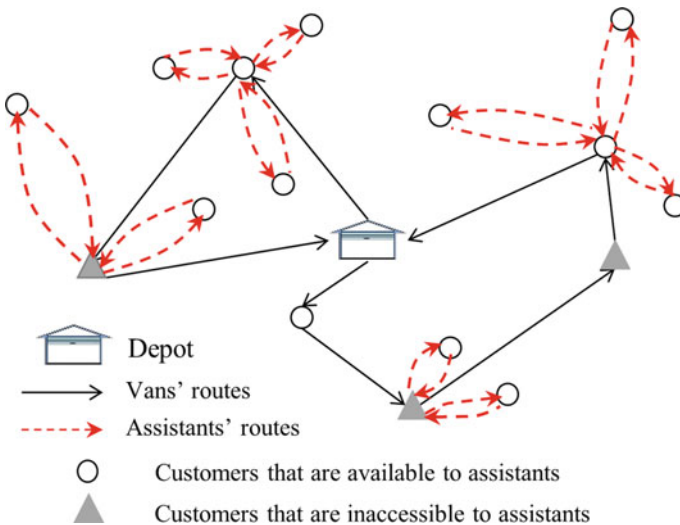 Depot
Vans' routes
Assistants' routes
Customers that are available to assistants
Customers that are inaccessible to assistants